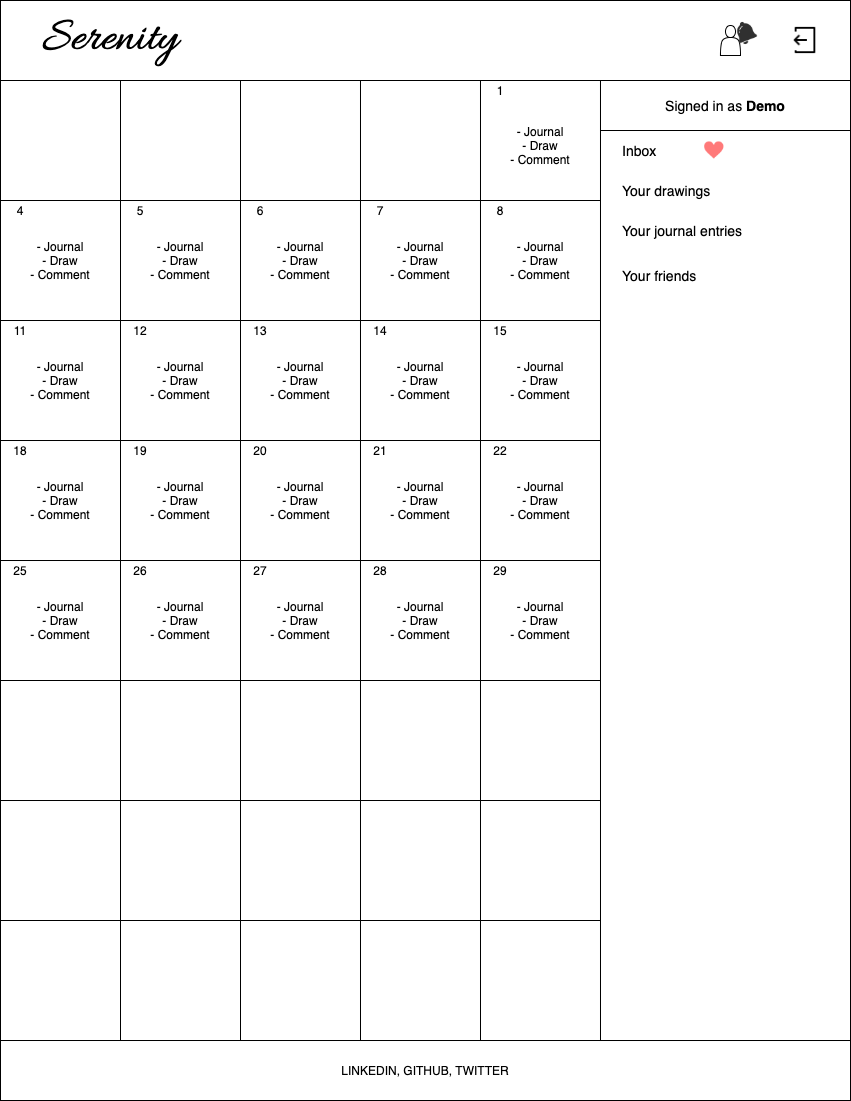 Serenity
Signed in as Demo
Inbox
Your drawings
Your journal entries
Your friends
1
- Journal
- Draw
- Comment
4
- Journal
- Draw
- Comment
5
- Journal
- Draw
- Comment
6
- Journal
- Draw
- Comment
7
- Journal
- Draw
- Comment
8
- Journal
- Draw
- Comment
11
- Journal
- Draw
- Comment
12
- Journal
- Draw
- Comment
13
- Journal
- Draw
- Comment
14
- Journal
- Draw
- Comment
15
- Journal
- Draw
- Comment
18
- Journal
- Draw
- Comment
19
- Journal
- Draw
- Comment
20
- Journal
- Draw
- Comment
21
- Journal
- Draw
- Comment
22
- Journal
- Draw
- Comment
25
- Journal
- Draw
- Comment
26
- Journal
- Draw
- Comment
27
- Journal
- Draw
- Comment
28
- Journal
- Draw
- Comment
29
- Journal
- Draw
- Comment
LINKEDIN, GITHUB, TWITTER